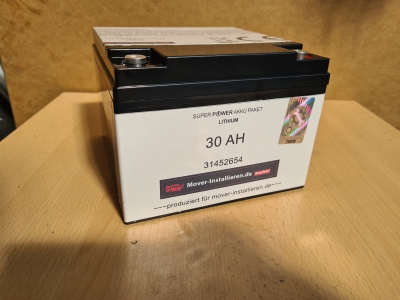 SUPER POWER AKKU PAKET
LITHIUM
30 AH
31452654
Mover-Installieren.de
~~~produziert für mover-installieren.de~~~